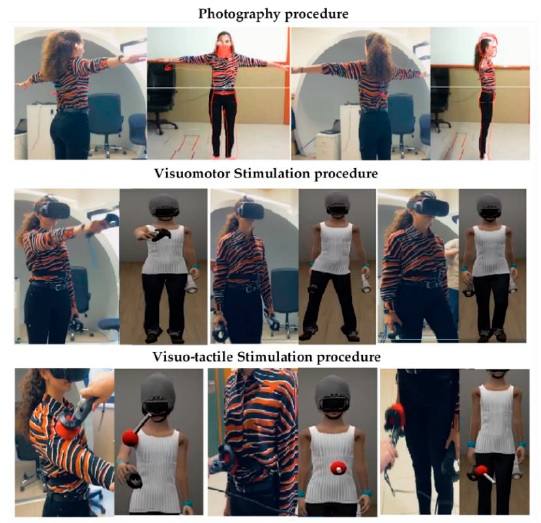 Photography procedure
Visuomotor Stimulation procedure
Visuo-tactile Stimulation procedure